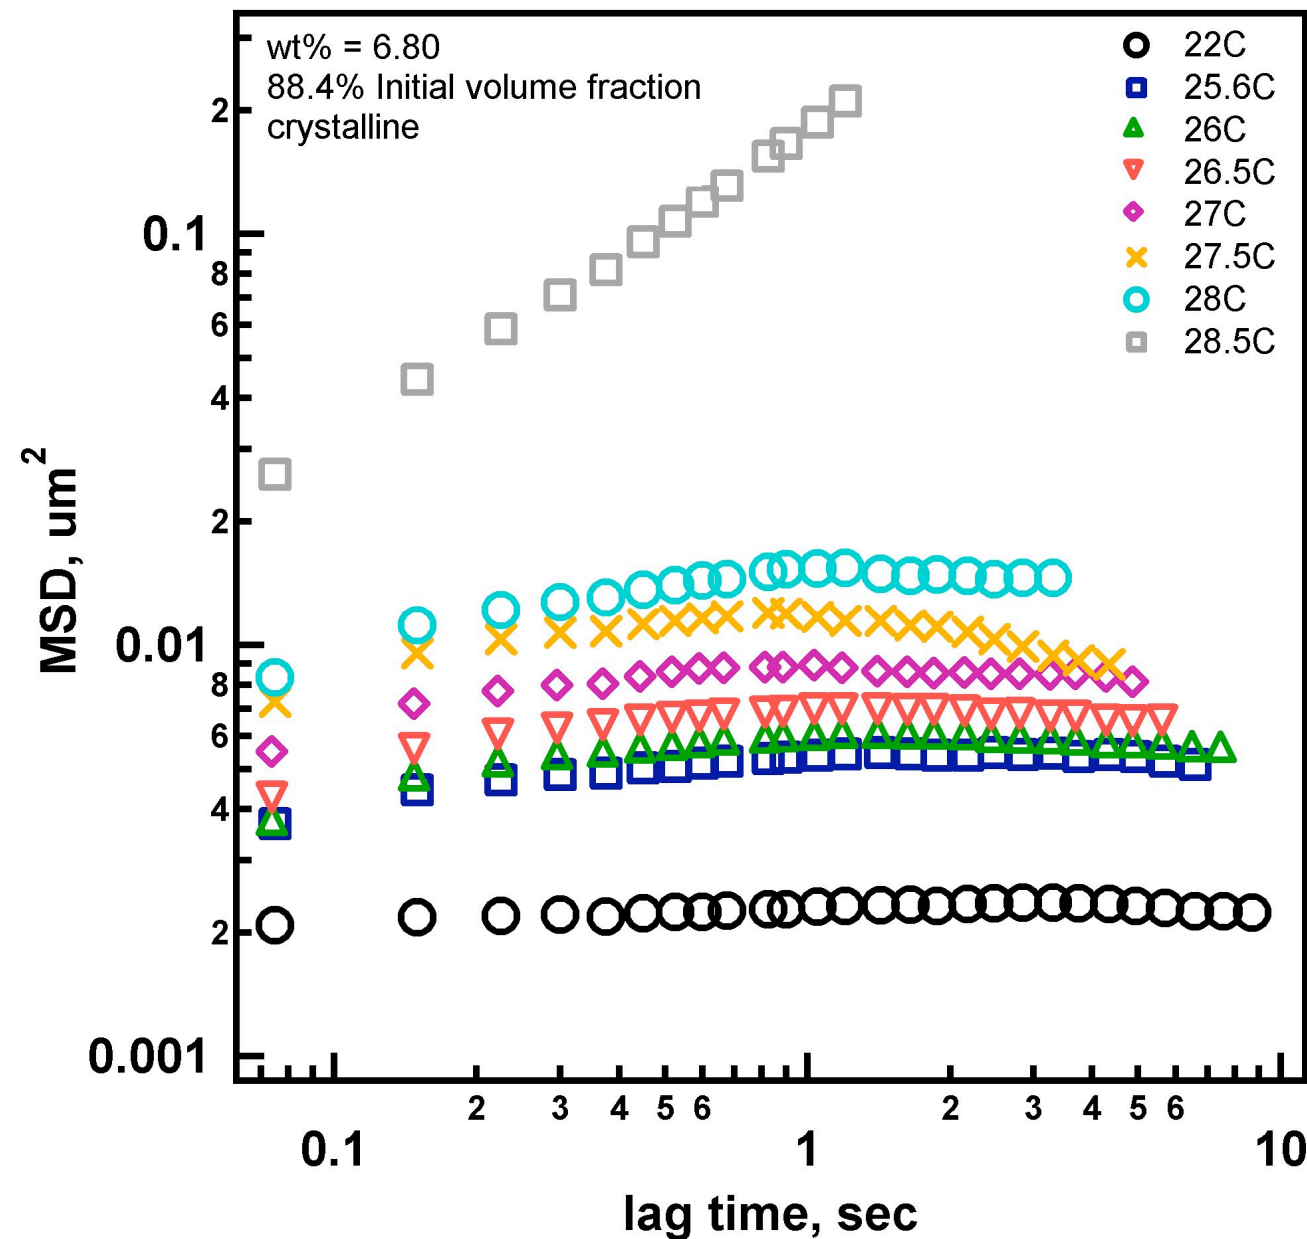 wt% = 6.80
88.4% Initial volume fraction
crystalline
22C
25.6C
26C
26.5C
27C
27.5C
28C
28.5C
MSD, um²
2
0.1
8
6
4
2
0.01
8
6
4
2
0.001
2 3 4 5 6 2 3 4 5 6
0.1 1 10
lag time, sec